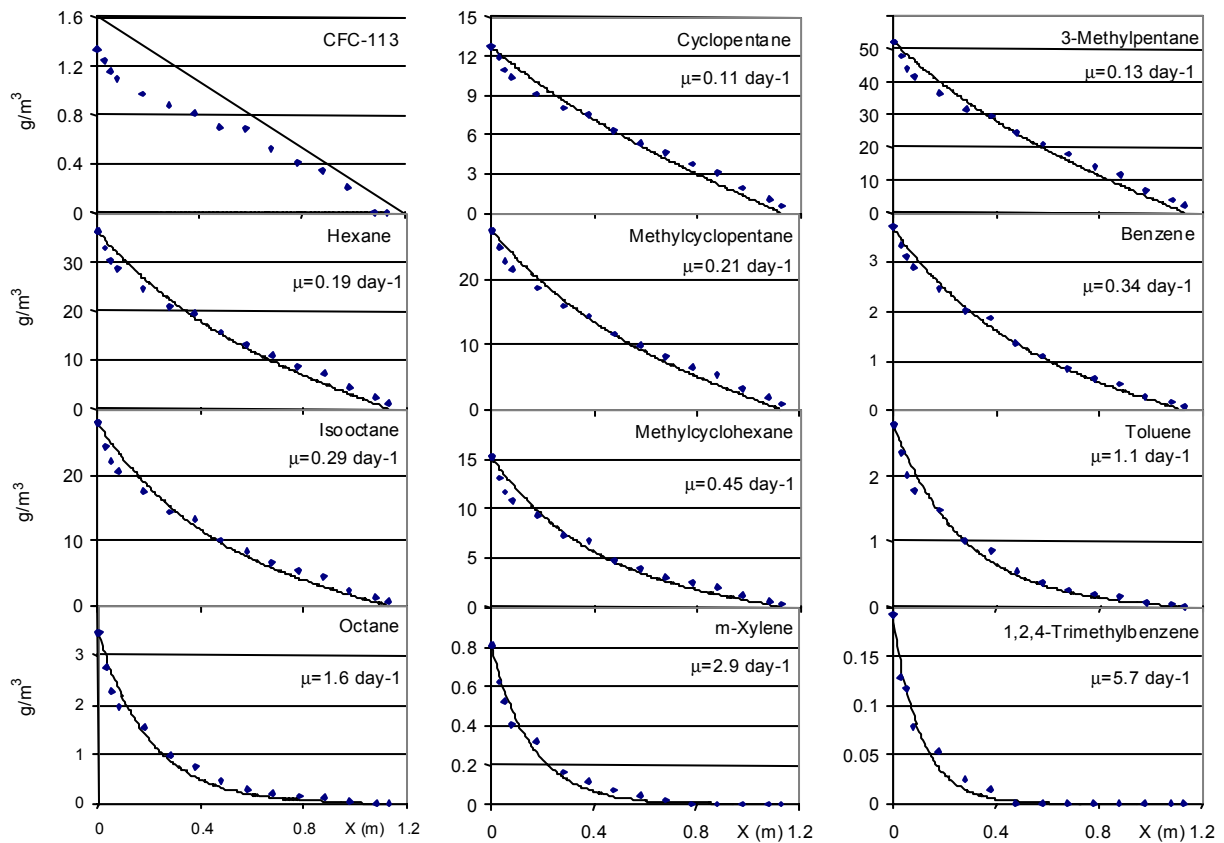 1.6
1.2
0.8
0.4
0
g/m³
CFC-113
15
12
9
6
3
0
Cyclopentane
μ=0.11 day-1
50
40
30
20
10
0
3-Methylpentane
μ=0.13 day-1
30
20
10
0
g/m³
Hexane
μ=0.19 day-1
20
10
0
Methylcyclopentane
μ=0.21 day-1
3
2
1
0
Benzene
μ=0.34 day-1
20
10
0
g/m³
Isooctane
μ=0.29 day-1
15
10
5
0
Methylcyclohexane
μ=0.45 day-1
2
1
0
Toluene
μ=1.1 day-1
3
2
1
0
g/m³
Octane
μ=1.6 day-1
0 0.4 0.8 X (m) 1.2
0.8
0.6
0.4
0.2
0
m-Xylene
μ=2.9 day-1
0 0.4 0.8 X (m) 1.2
0.15
0.1
0.05
0
1,2,4-Trimethylbenzene
μ=5.7 day-1
0 0.4 0.8 X (m) 1.2